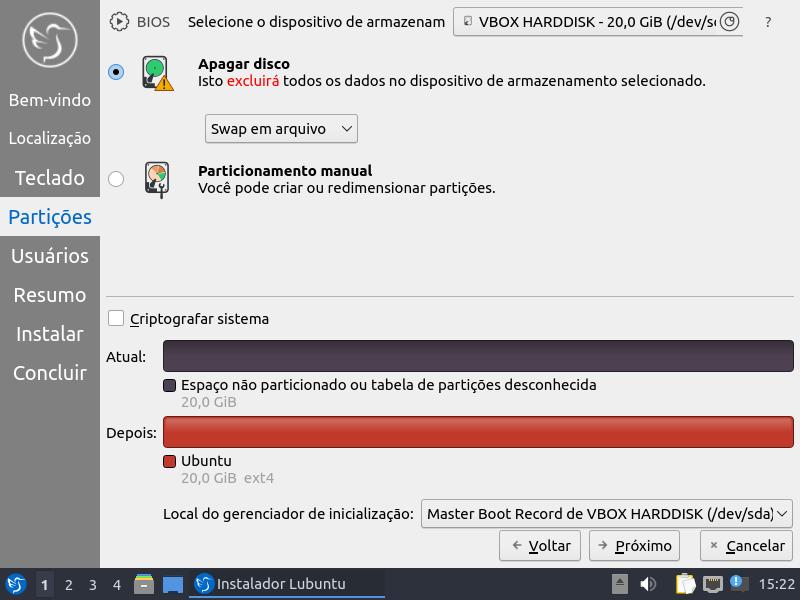 BIOS Selecione o dispositivo de armazenam VBOX HARDDISK - 20,0 GiB (/dev/ ?
Apagar disco
Isto excluirá todos os dados no dispositivo de armazenamento selecionado.
Swap em arquivo
Particionamento manual
Você pode criar ou redimensionar partições.
Bem-vindo
Localização
Teclado
Partições
Usuários
Resumo
Instalar
Concluir
Criptografar sistema
Atual:
Espaço não particionado ou tabela de partições desconhecida
20,0 GiB
Depois:
Ubuntu
20,0 GiB ext4
Local do gerenciador de inicialização: Master Boot Record de VBOX HARDDISK (/dev/sda)
Voltar Próximo Cancelar
1 2 3 4 Instalador Lubuntu 15:22